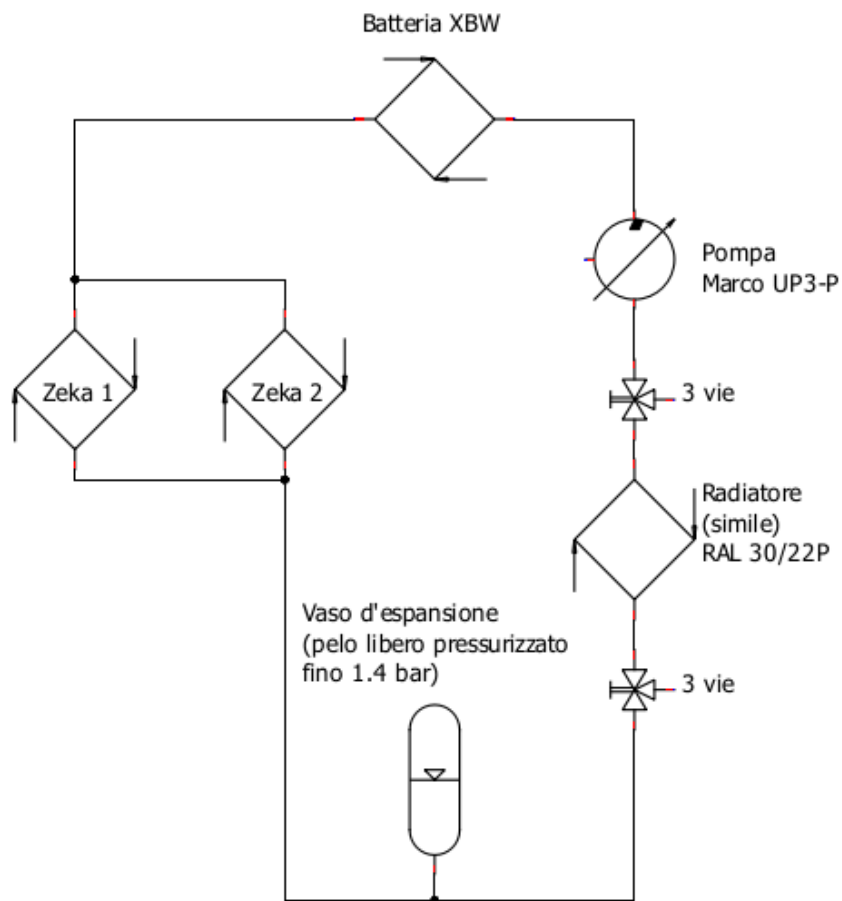 Batteria XBW
Pompa
Marco UP3-P
Zeka 1
Zeka 2
3 vie
Radiatore
(simile)
RAL 30/22P
Vaso d'espansione
(pelo libero pressurizzato
fino 1.4 bar)
3 vie